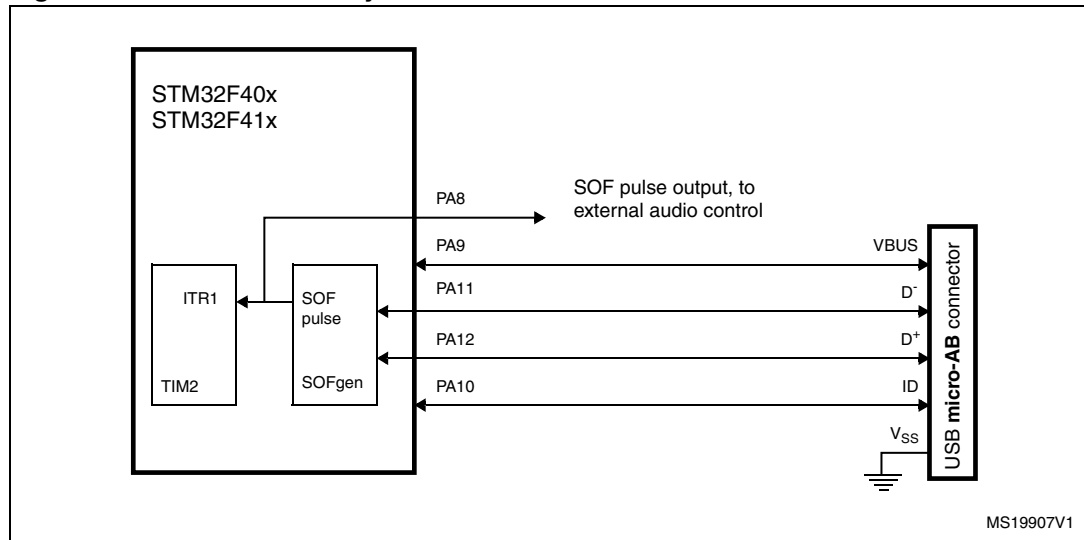 STM32F40x
STM32F41x
PA8
SOF pulse output, to
external audio control
PA9
VBUS
ITR1
SOF
pulse
PA11
D-
PA12
D+
TIM2
SOFgen
PA10
ID
VSS
USB micro-AB connector
MS19907V1